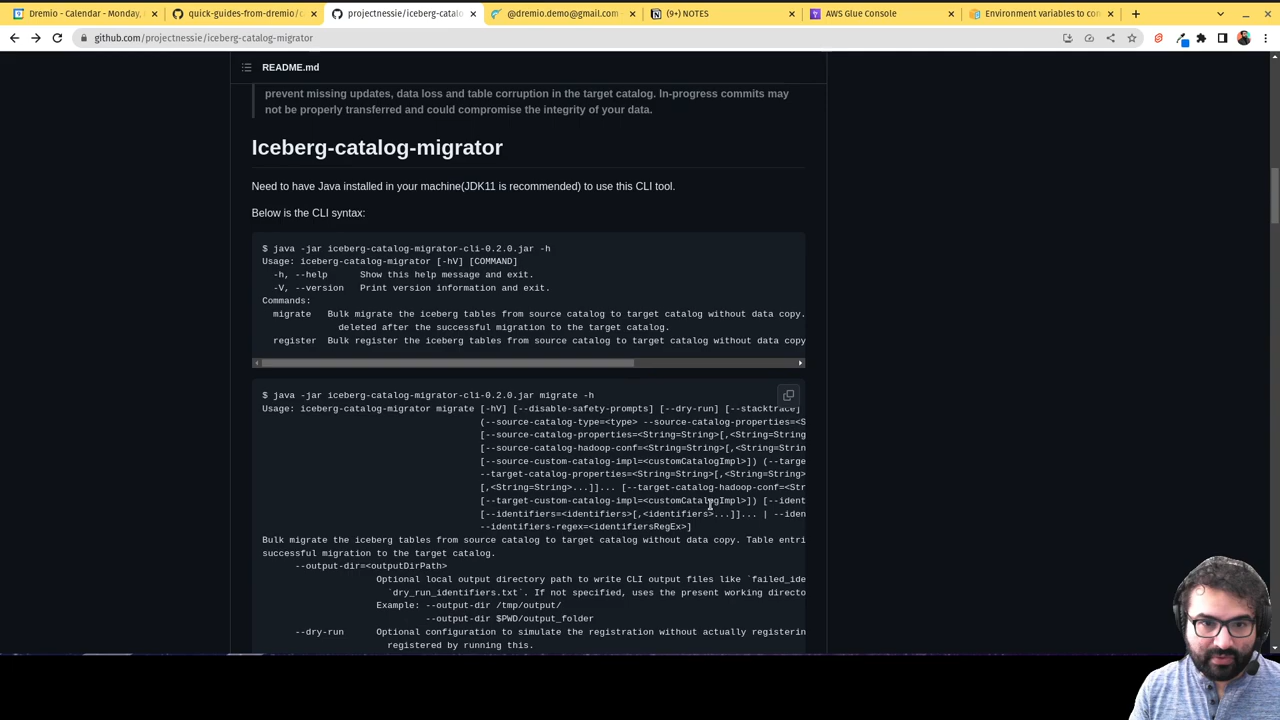 Dremio - Calendar - Monday,
quick-guides-from-dremio/c
projectnessie/iceberg-catalo
@dremio.demo@gmail.com
(9+) NOTES
AWS Glue Console
Environment variables to con
github.com/projectnessie/iceberg-catalog-migrator
README.md
prevent missing updates, data loss and table corruption in the target catalog. In-progress commits may
not be properly transferred and could compromise the integrity of your data.
Iceberg-catalog-migrator
Need to have Java installed in your machine(JDK11 is recommended) to use this CLI tool.
Below is the CLI syntax:
$ java -jar iceberg-catalog-migrator-cli-0.2.0.jar -h
Usage: iceberg-catalog-migrator [-hV] [COMMAND]
-h, --help Show this help message and exit.
-V, --version Print version information and exit.
Commands:
migrate Bulk migrate the iceberg tables from source catalog to target catalog without data copy.
deleted after the successful migration to the target catalog.
register Bulk register the iceberg tables from source catalog to target catalog without data copy
$ java -jar iceberg-catalog-migrator-cli-0.2.0.jar migrate -h
Usage: iceberg-catalog-migrator migrate [-hV] [--disable-safety-prompts] [--dry-run] [--stacktrace]
(--source-catalog-type=<type> --source-catalog-properties=<S
[--source-catalog-properties=<String=String>[,<String=String
[--source-catalog-hadoop-conf=<String=String>[,<String=Strin
[--source-custom-catalog-impl=<customCatalogImpl>]) (--targe
--target-catalog-properties=<String=String>[,<String=String>
[,<String=String>...]]... [--target-catalog-hadoop-conf=<Str
[--target-custom-catalog-impl=<customCatalogImpl>]) [--ident
[--identifiers=<identifiers>[,<identifiers>...]]... | --iden
--identifiers-regex=<identifiersRegEx>]
Bulk migrate the iceberg tables from source catalog to target catalog without data copy. Table entri
successful migration to the target catalog.
--output-dir=<outputDirPath>
Optional local output directory path to write CLI output files like `failed_ide
`dry_run_identifiers.txt`. If not specified, uses the present working directo
Example: --output-dir /tmp/output/
--output-dir $PWD/output_folder
--dry-run Optional configuration to simulate the registration without actually registerin
registered by running this.